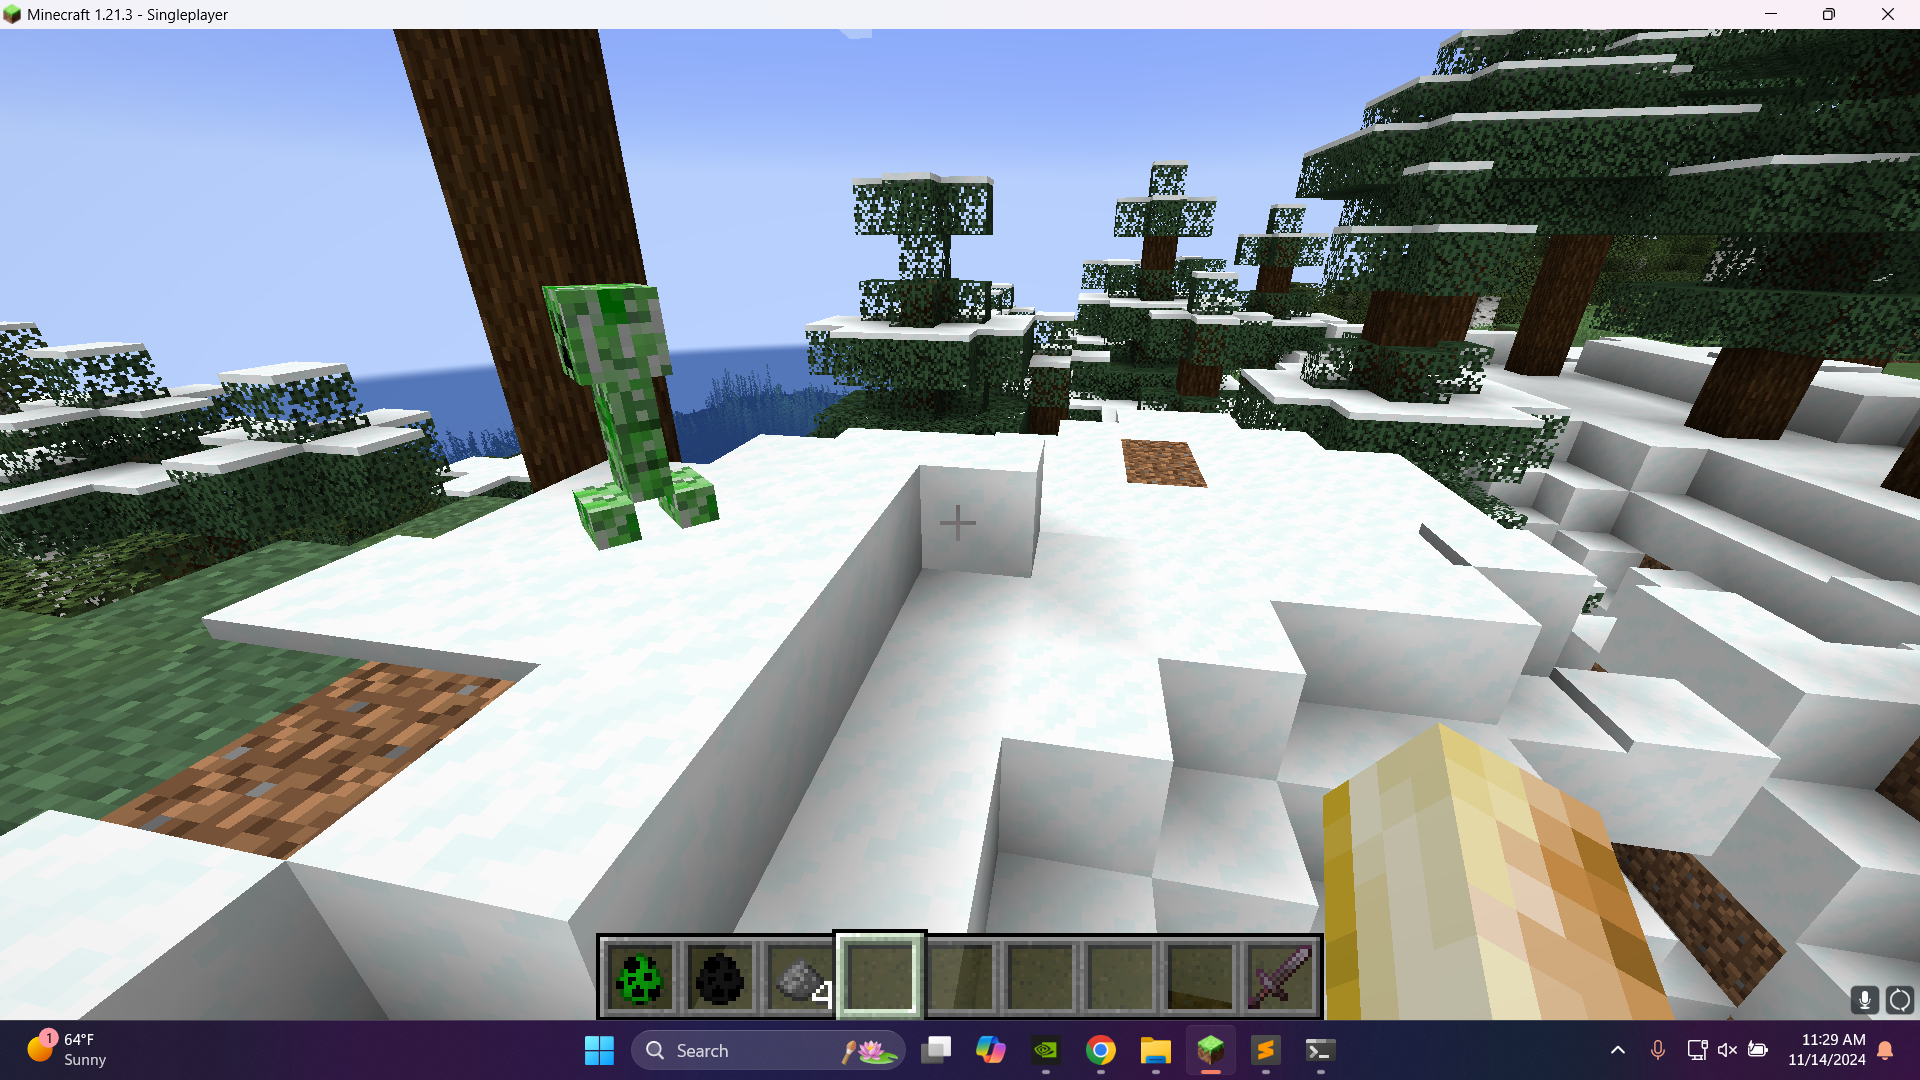 Minecraft 1.21.3 - Singleplayer
4
1
64°F
Sunny
Search
11:29 AM
11/14/2024